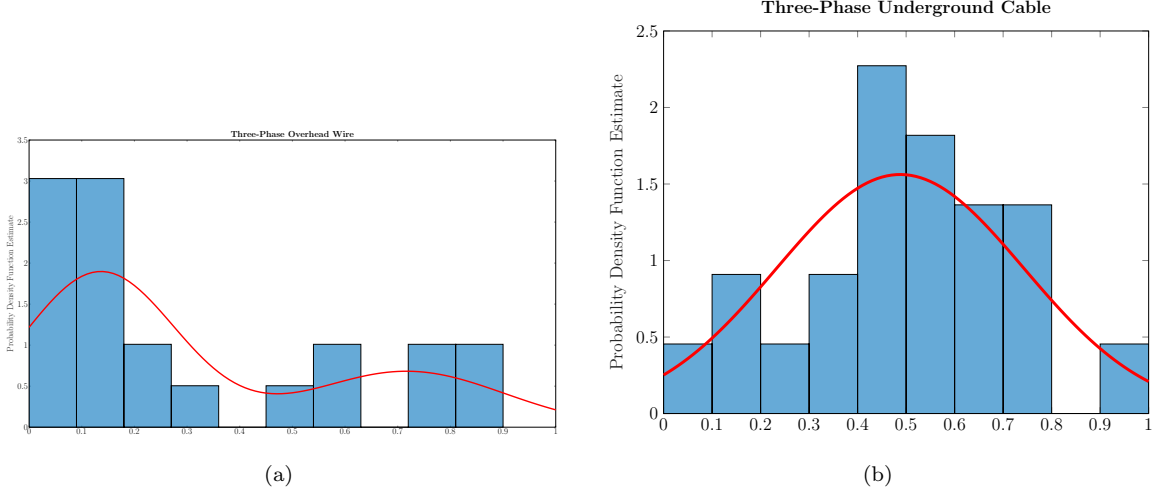 Three-Phase Overhead Wire
Probability Density Function Estimate
3.5
3
2.5
2
1.5
1
0.5
0
0 0.1 0.2 0.3 0.4 0.5 0.6 0.7 0.8 0.9 1
(a)
Three-Phase Underground Cable
Probability Density Function Estimate
2.5
2
1.5
1
0.5
0
0 0.1 0.2 0.3 0.4 0.5 0.6 0.7 0.8 0.9 1
(b)